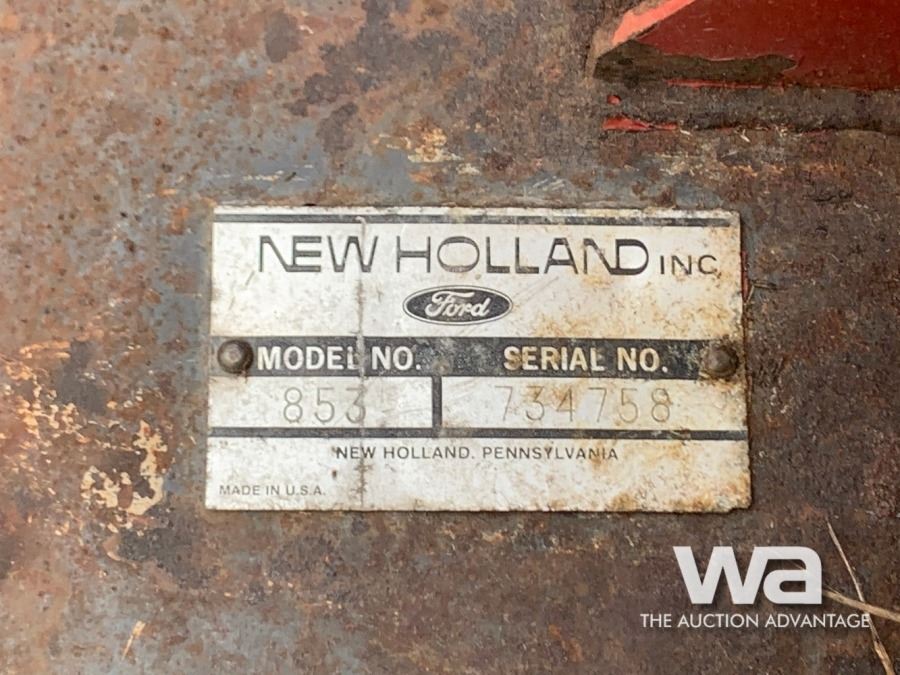 NEW HOLLAND INC
Ford
MODEL NO. SERIAL NO.
853 734758
NEW HOLLAND, PENNSYLVANIA
MADE IN U.S.A.
wa
THE AUCTION ADVANTAGE